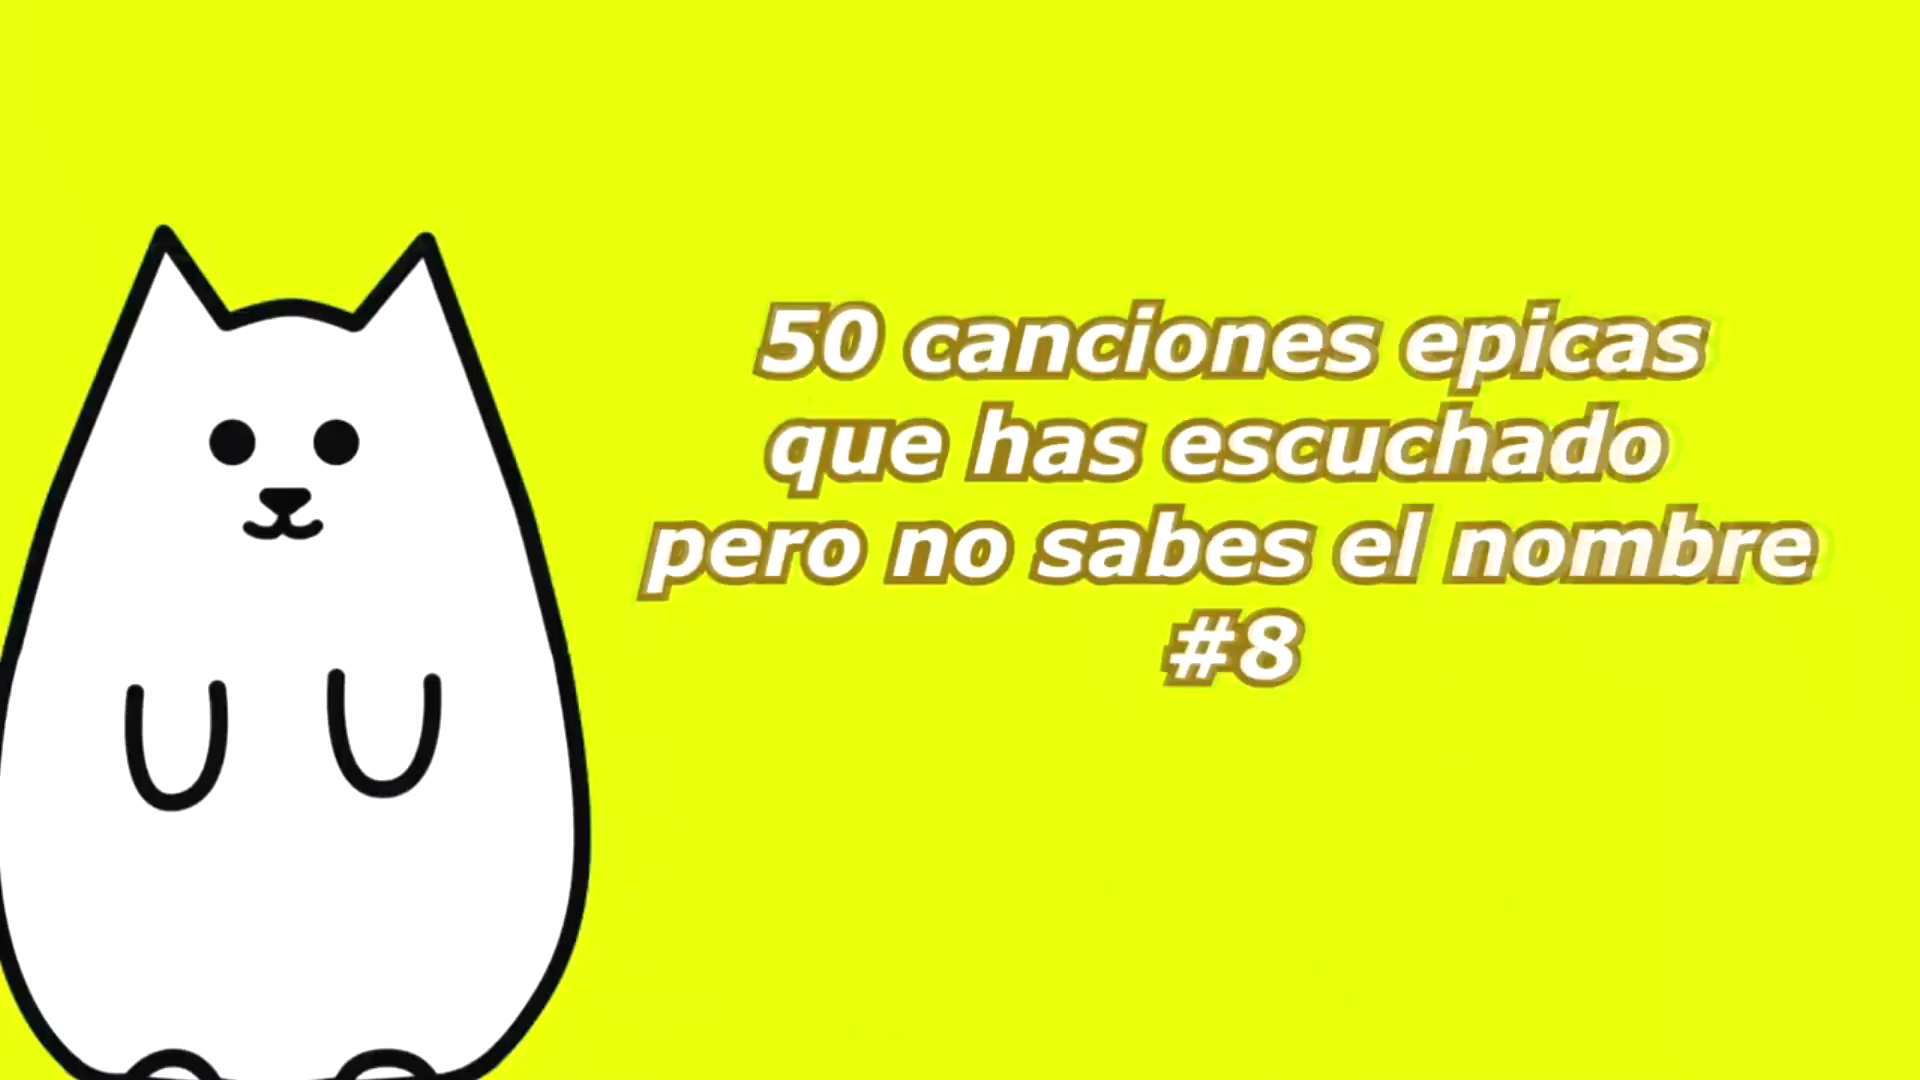 50 canciones epicas
que has escuchado
pero no sabes el nombre
#8